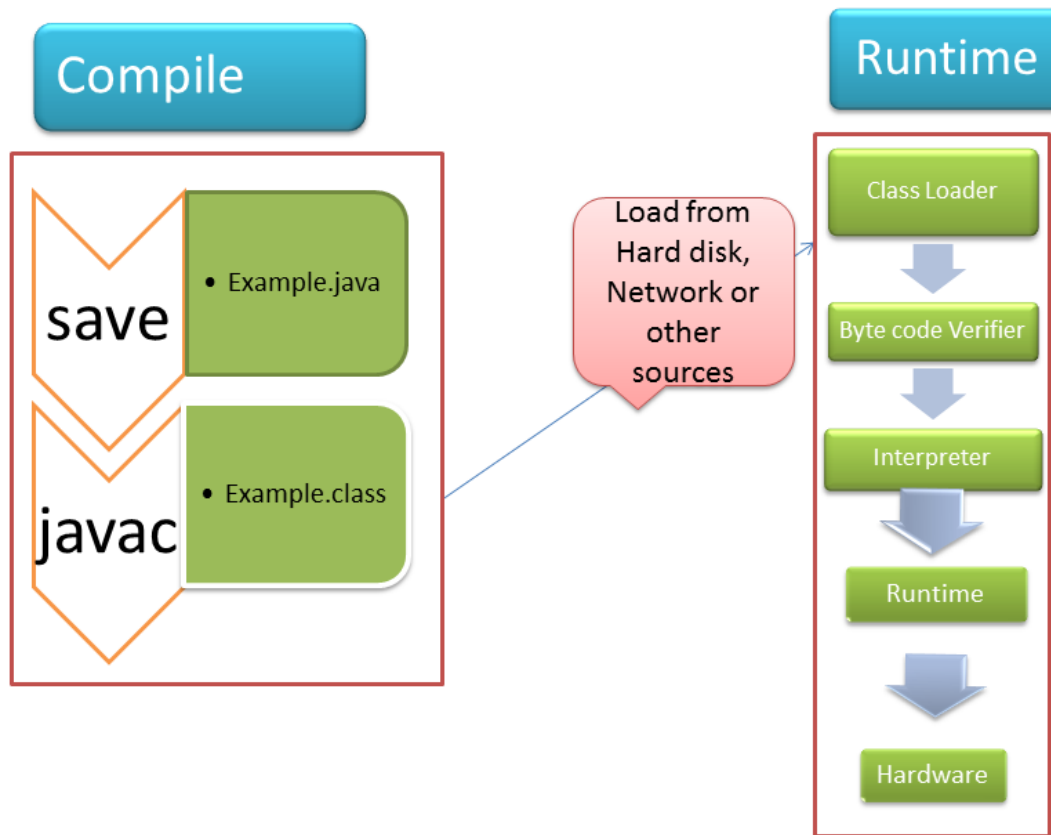 Compile
save
• Example.java
javac
• Example.class
Load from
Hard disk,
Network or
other
sources
Runtime
Class Loader
Byte code Verifier
Interpreter
Runtime
Hardware